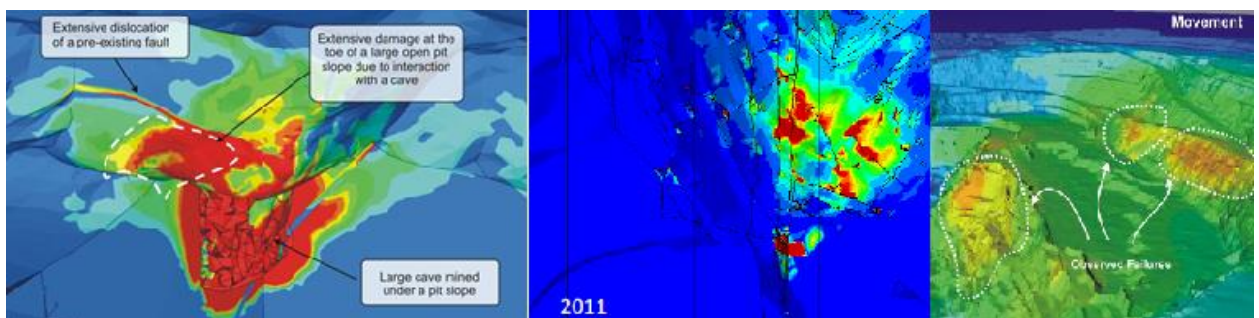 Extensive dislocation
of a pre-existing fault
Extensive damage at the
toe of a large open pit
slope due to interaction
with a cave
Large cave mined
under a pit slope
2011
Movement
Observed Failures